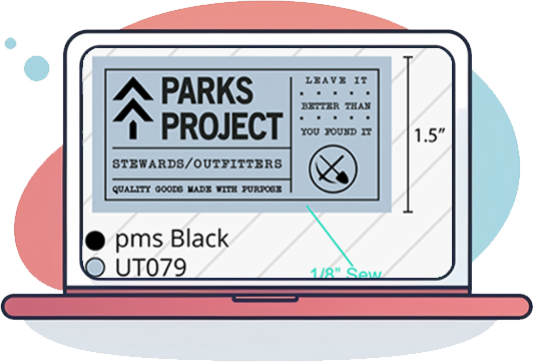 PARKS
PROJECT
STEWARDS/OUTFITTERS
QUALITY GOODS MADE WITH PURPOSE
LEAVE IT
BETTER THAN
YOU FOUND IT
1.5”
pms Black
UT079
1/8” Sew